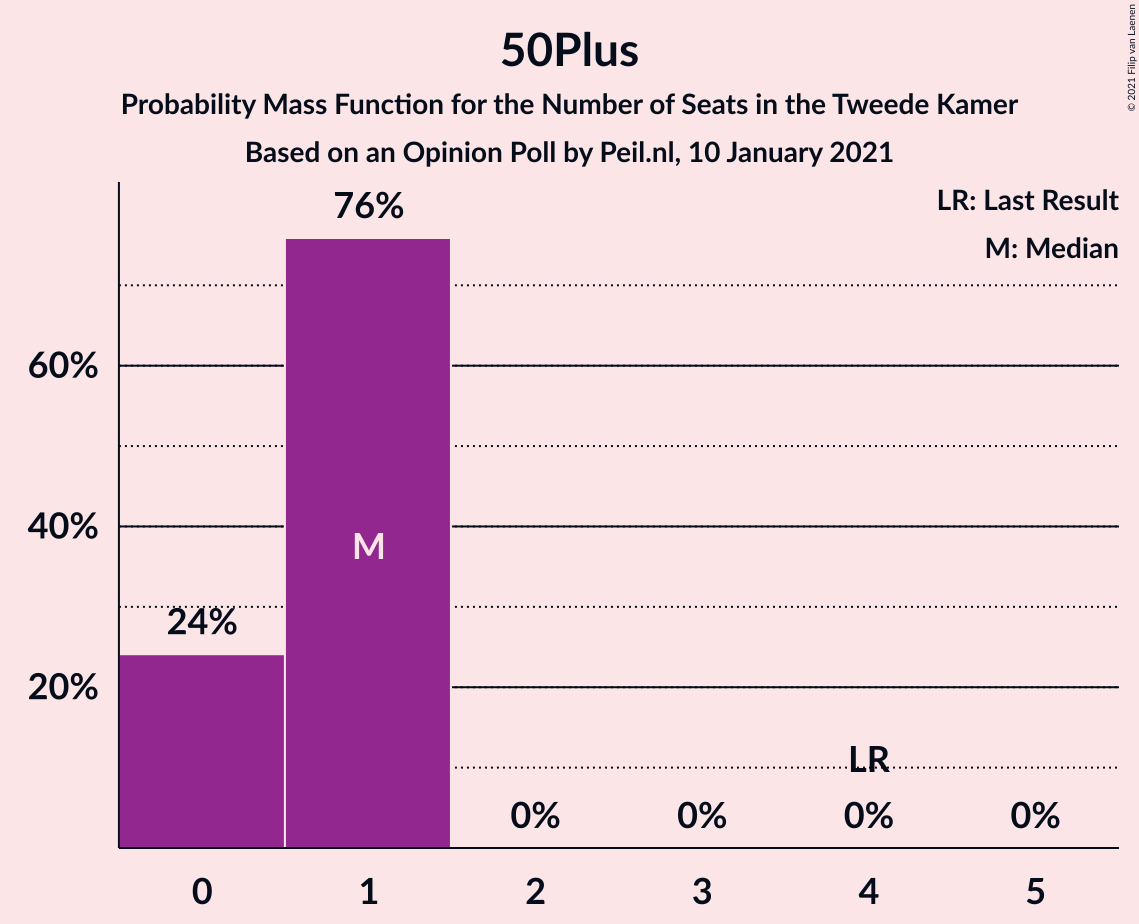 50Plus
Probability Mass Function for the Number of Seats in the Tweede Kamer
Based on an Opinion Poll by Peil.nl, 10 January 2021
© 2021 Filip van Laenen
LR: Last Result
M: Median
76%
60%
40%
M
24%
20%
LR
0% 0% 0% 0%
0 1 2 3 4 5